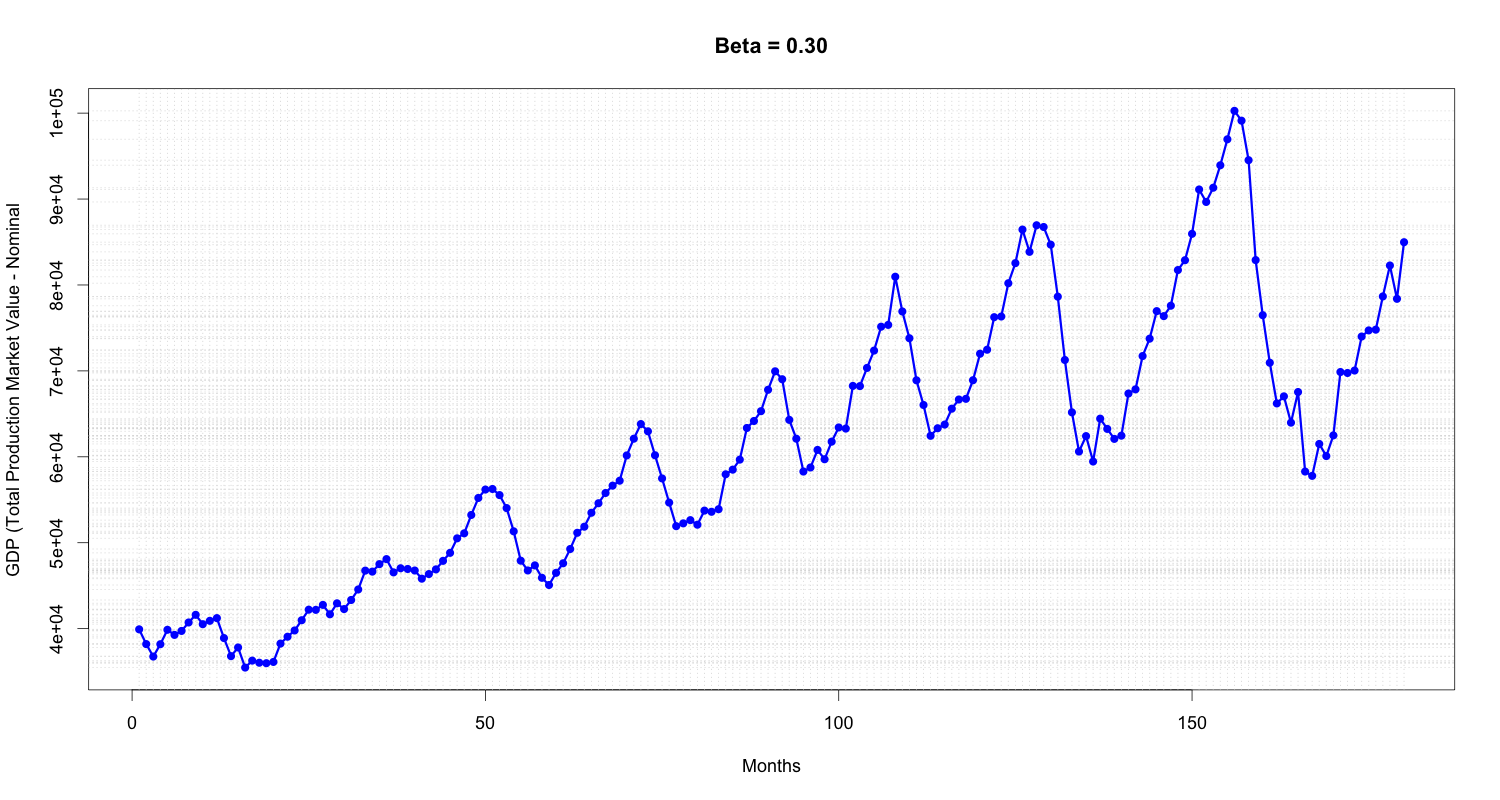 Beta = 0.30
GDP (Total Production Market Value - Nominal
1e+05
9e+04
8e+04
7e+04
6e+04
5e+04
4e+04
0 50 100 150
Months